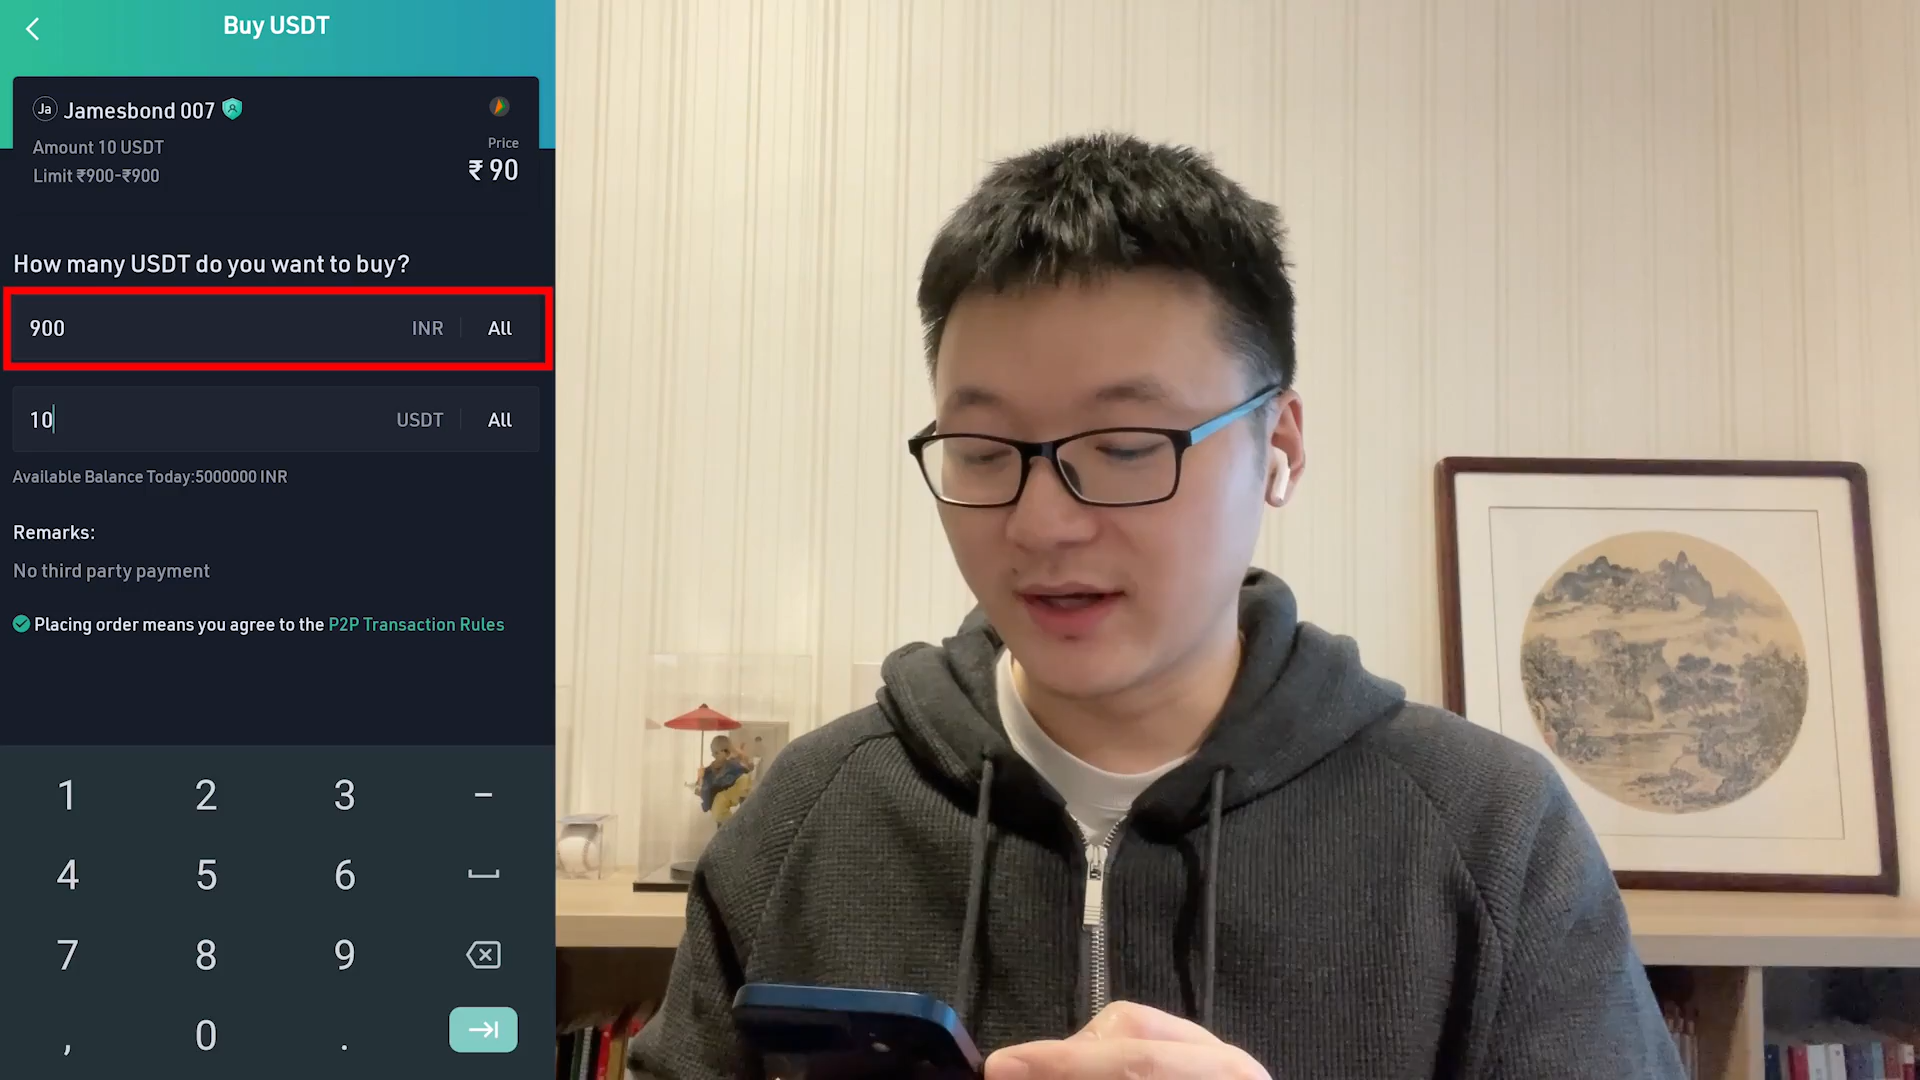 Buy USDT
Ja Jamesbond 007
Amount 10 USDT
Limit ₹900-₹900
Price
₹ 90
How many USDT do you want to buy?
900 INR All
10 USDT All
Available Balance Today:5000000 INR
Remarks:
No third party payment
Placing order means you agree to the P2P Transaction Rules
1 2 3 -
4 5 6
7 8 9
, 0 .